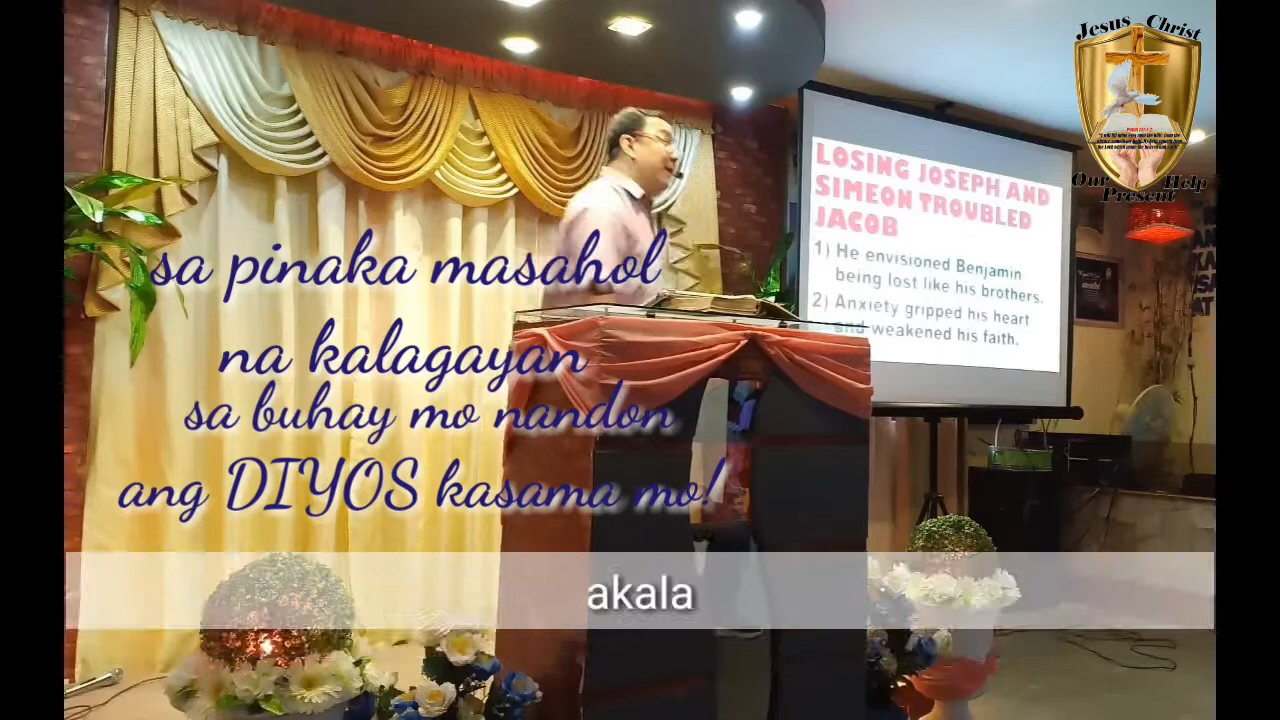 Jesus Christ
Our Help
Present
LOSING JOSEPH AND
SIMEON TROUBLED
JACOB
1) He envisioned Benjamin
being lost like his brothers.
2) Anxiety gripped his heart
and weakened his faith.
sa pinaka masahol
na kalagayan
sa buhay mo nandon
ang DIYOS kasama mo!
akala